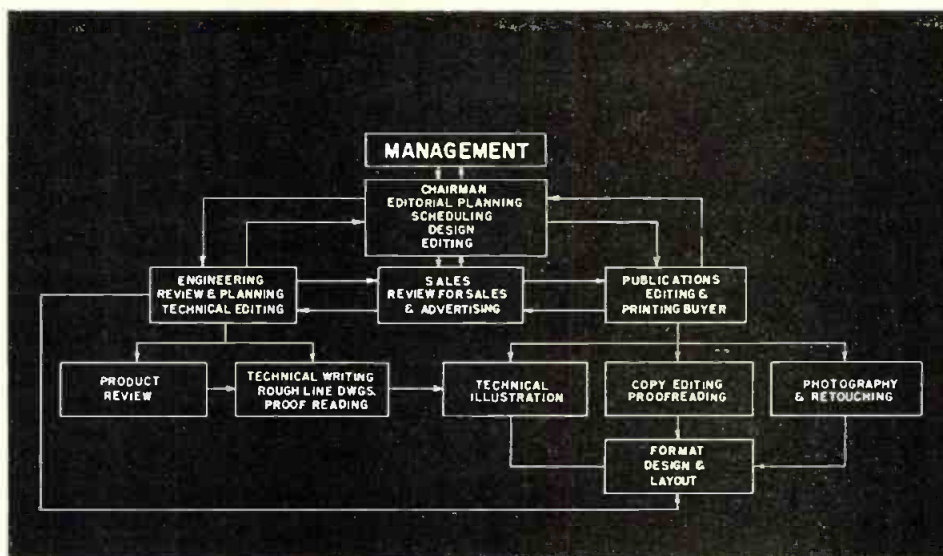 MANAGEMENT
CHAIRMAN
EDITORIAL PLANNING
SCHEDULING
DESIGN
EDITING
ENGINEERING
REVIEW & PLANNING
TECHNICAL EDITING
SALES
REVIEW FOR SALES
& ADVERTISING
PUBLICATIONS
EDITING &
PRINTING BUYER
PRODUCT
REVIEW
TECHNICAL WRITING
ROUGH LINE DWGS.
PROOF READING
TECHNICAL
ILLUSTRATION
COPY EDITING
PROOFREADING
PHOTOGRAPHY
& RETOUCHING
FORMAT
DESIGN &
LAYOUT